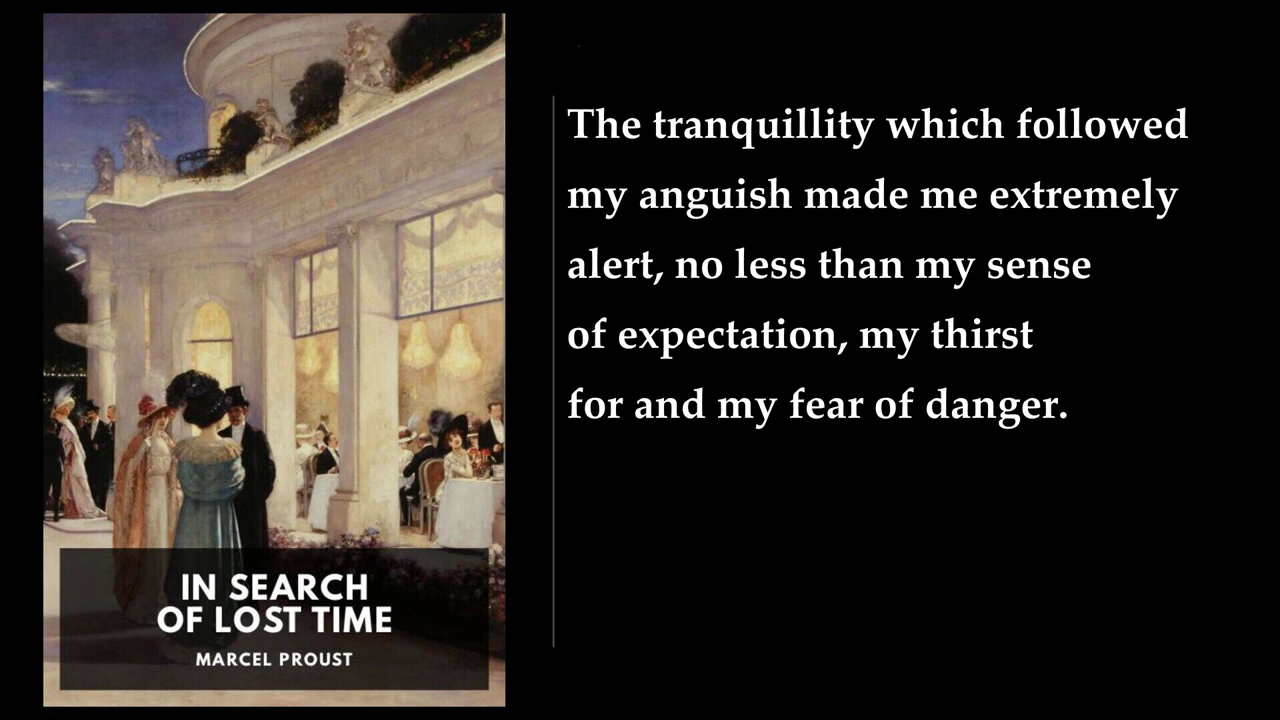 IN SEARCH
OF LOST TIME
MARCEL PROUST
The tranquillity which followed
my anguish made me extremely
alert, no less than my sense
of expectation, my thirst
for and my fear of danger.